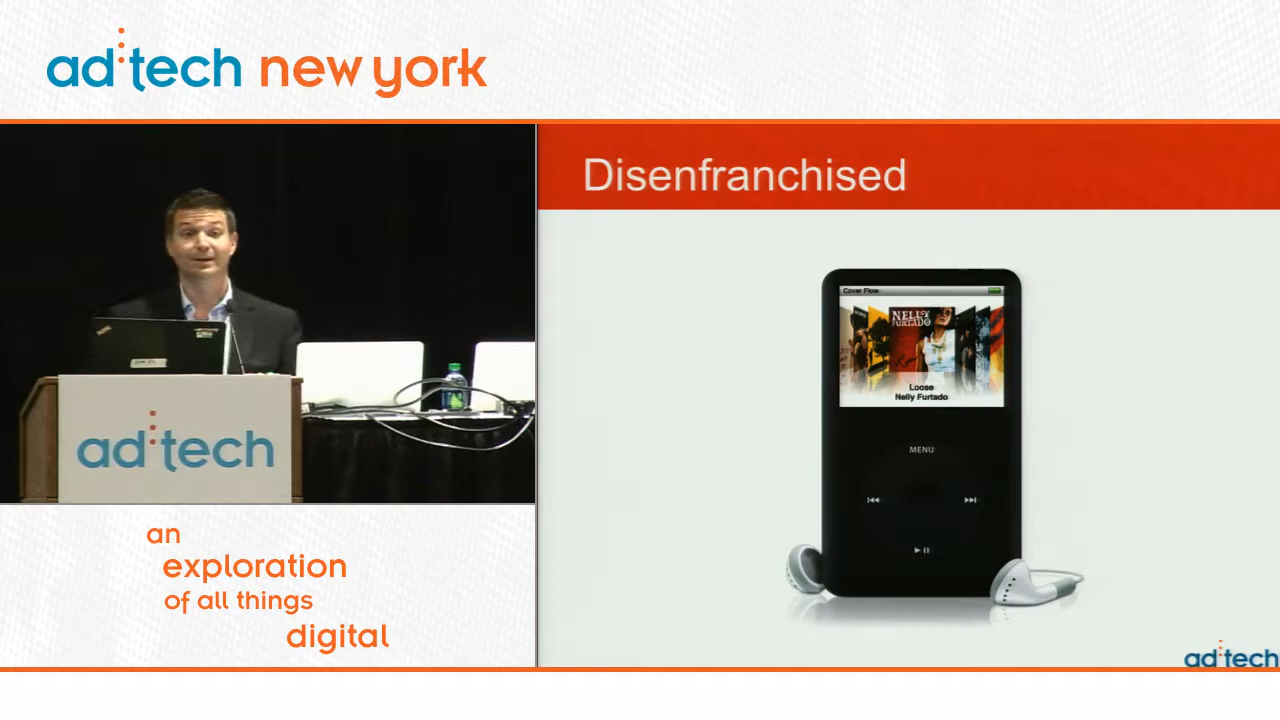 ad:tech new york
Disenfranchised
Cover Flow
NELLY
FURTADO
Loose
Nelly Furtado
MENU
ad:tech
an
exploration
of all things
digital
ad:tech